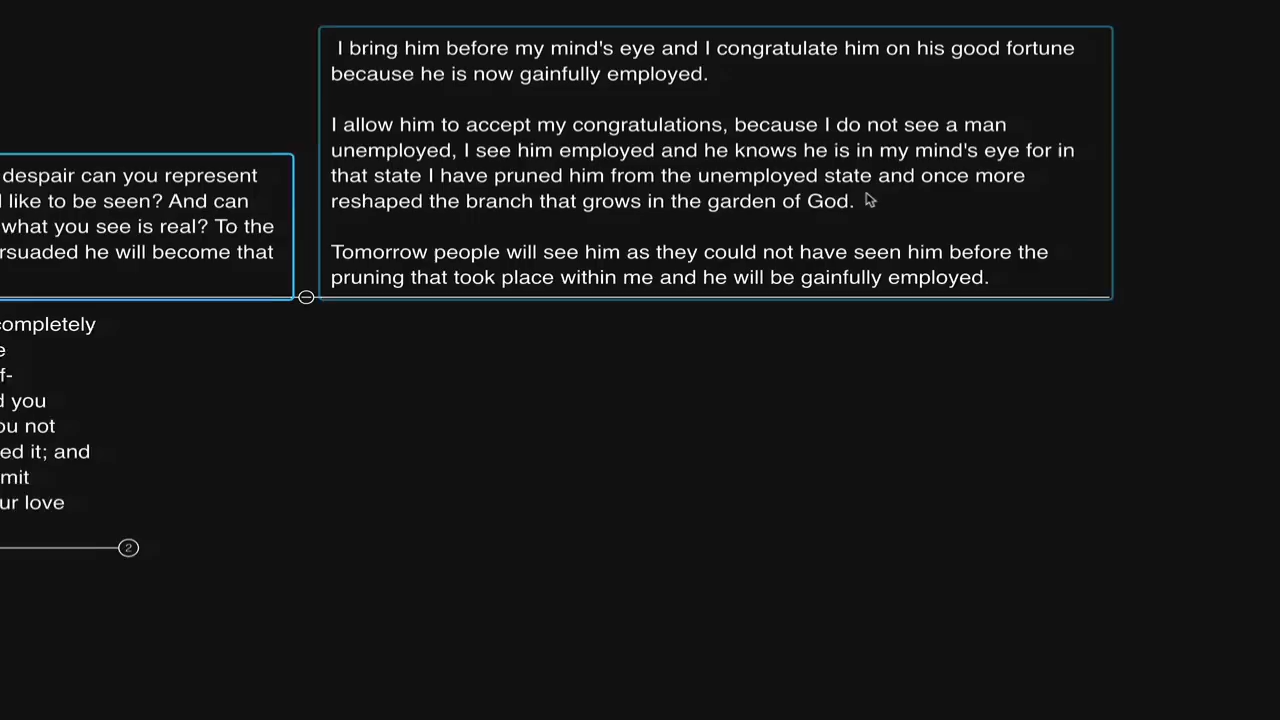 I bring him before my mind's eye and I congratulate him on his good fortune
because he is now gainfully employed.
I allow him to accept my congratulations, because I do not see a man
unemployed, I see him employed and he knows he is in my mind's eye for in
that state I have pruned him from the unemployed state and once more
reshaped the branch that grows in the garden of God.
Tomorrow people will see him as they could not have seen him before the
pruning that took place within me and he will be gainfully employed.
despair can you represent
like to be seen? And can
what you see is real? To the
rsuaded he will become that
ompletely
e
f-
d you
ou not
ed it; and
mit
ur love
2